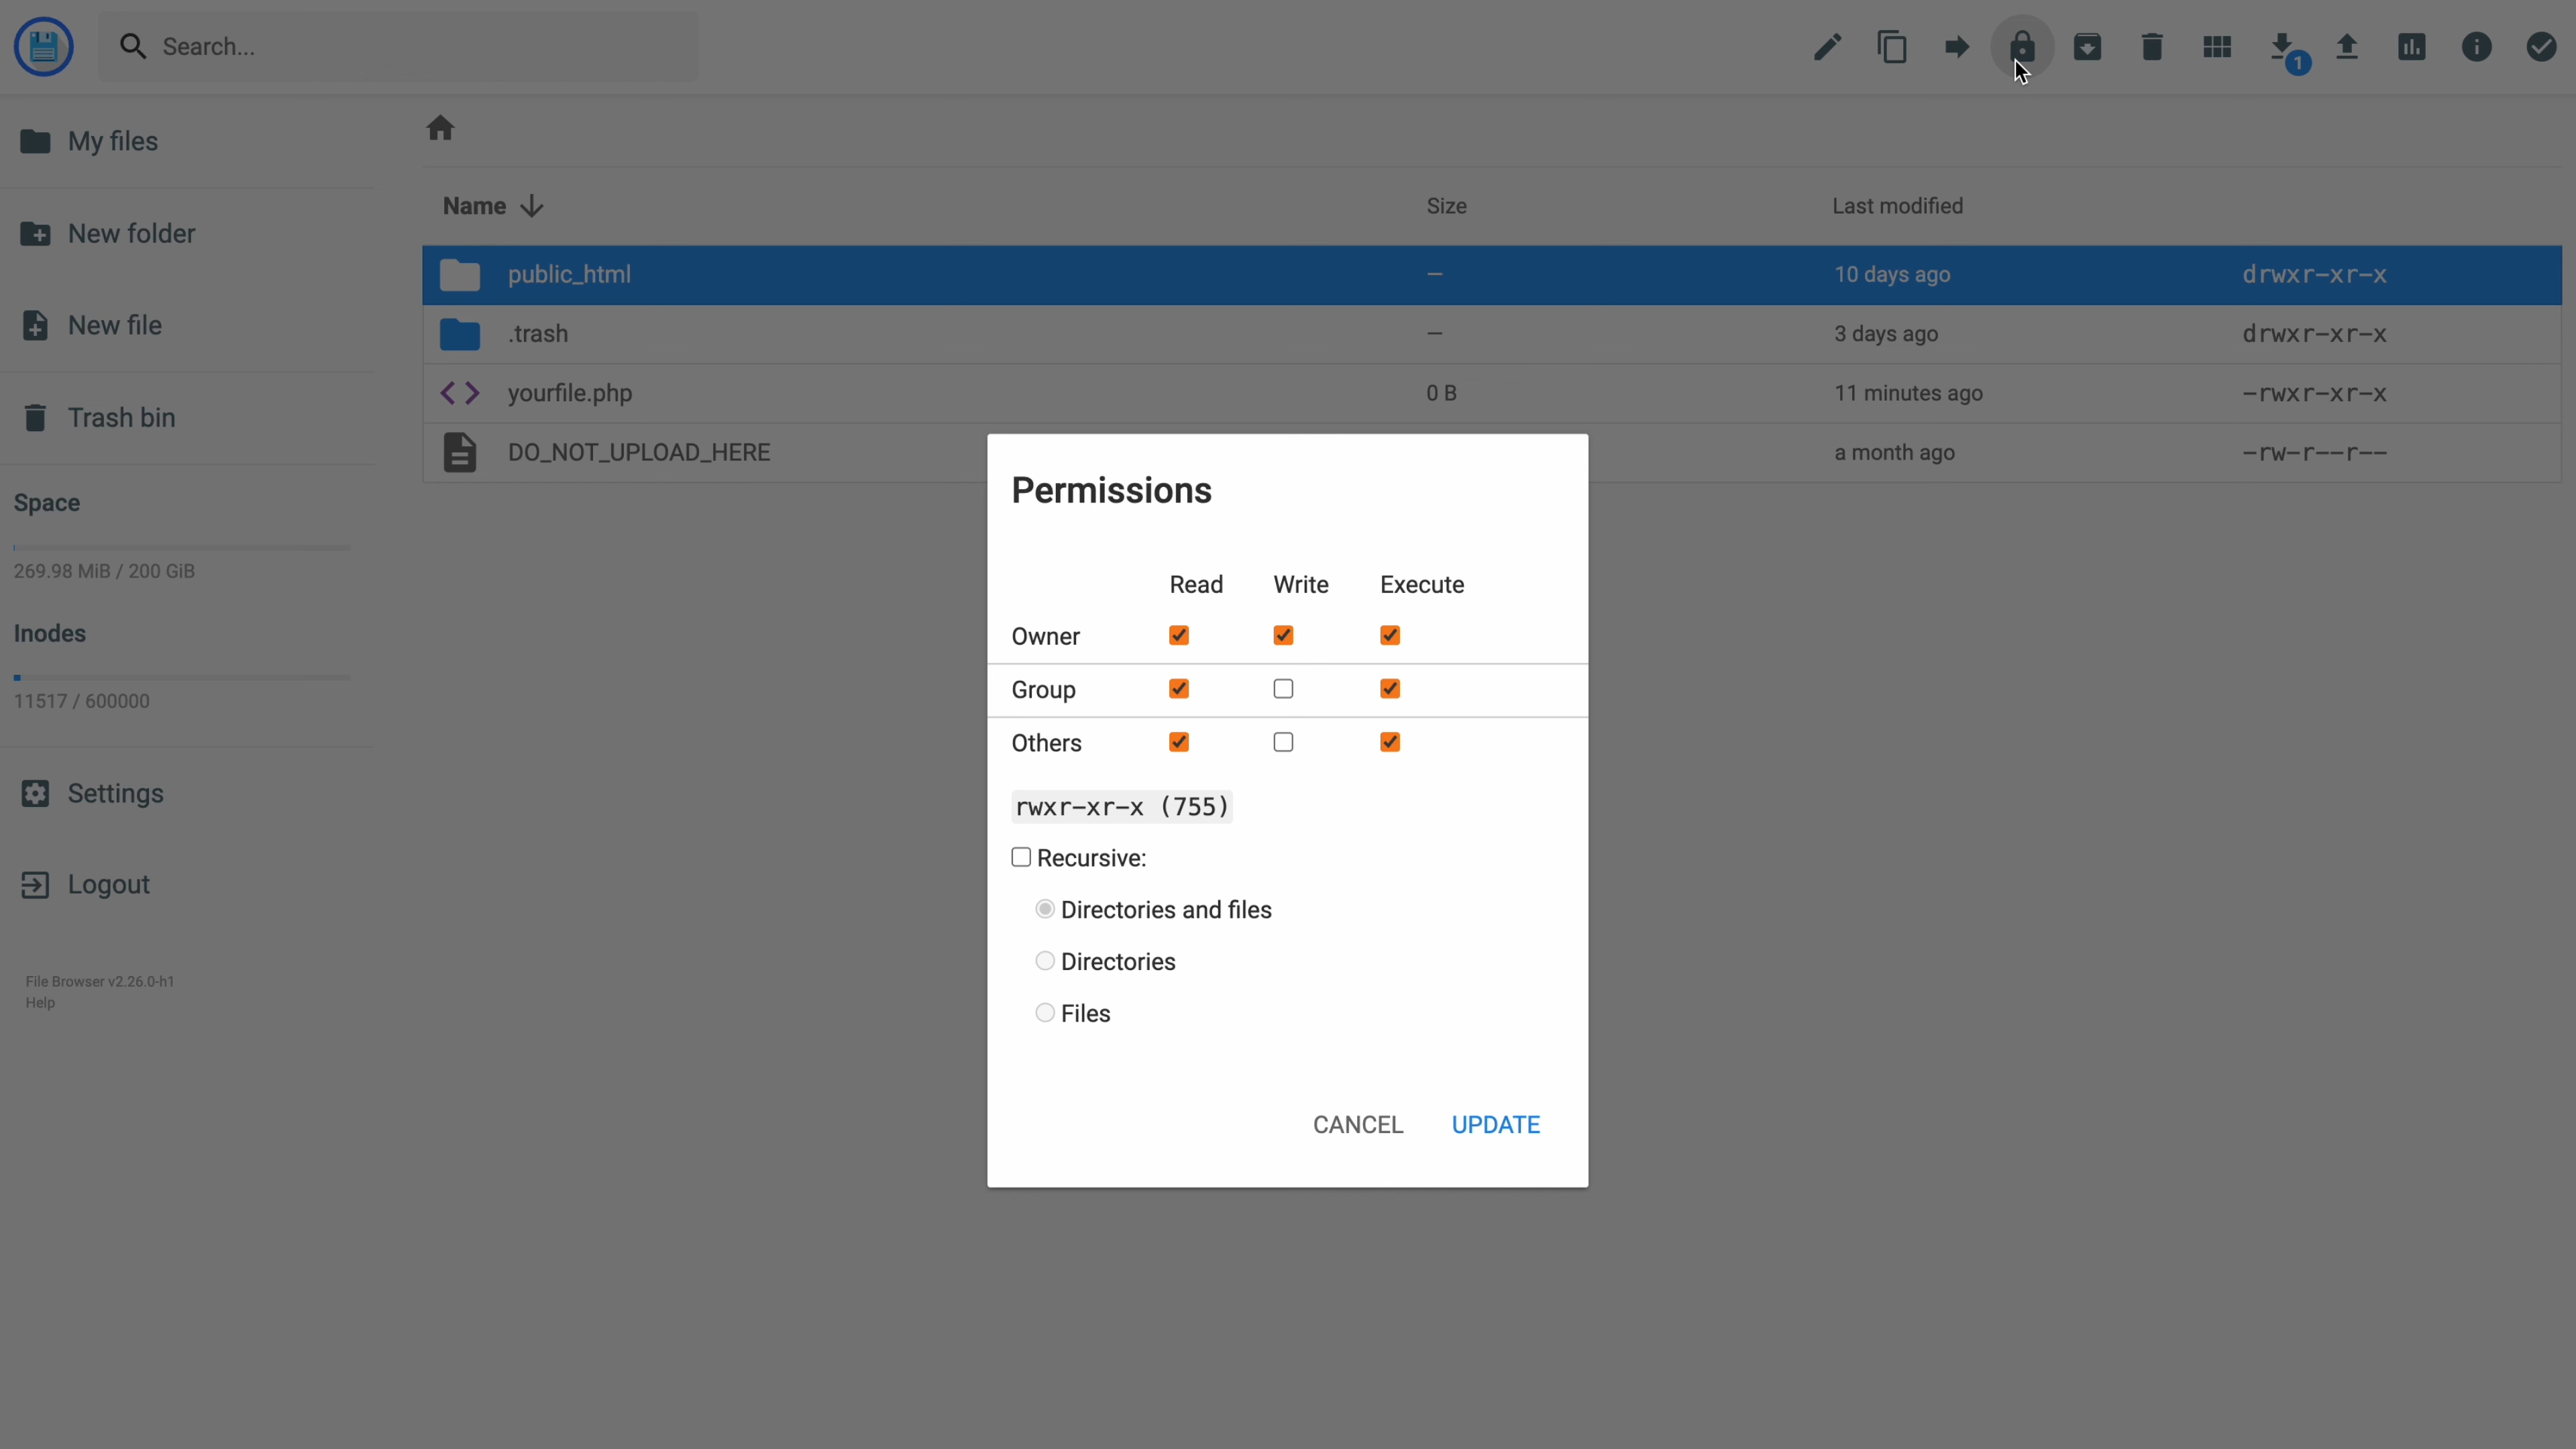 Search...
1
My files
New folder
New file
Trash bin
Space
269.98 MiB / 200 GiB
Inodes
11517 / 600000
Settings
Logout
File Browser v2.26.0-h1
Help
Name Size Last modified
public_html — 10 days ago drwxr-xr-x
.trash — 3 days ago drwxr-xr-x
yourfile.php 0 B 11 minutes ago -rwxr-xr-x
DO_NOT_UPLOAD_HERE a month ago -rw-r--r--
Permissions
Read Write Execute
Owner
Group
Others
rwxr-xr-x (755)
Recursive:
Directories and files
Directories
Files
CANCEL UPDATE